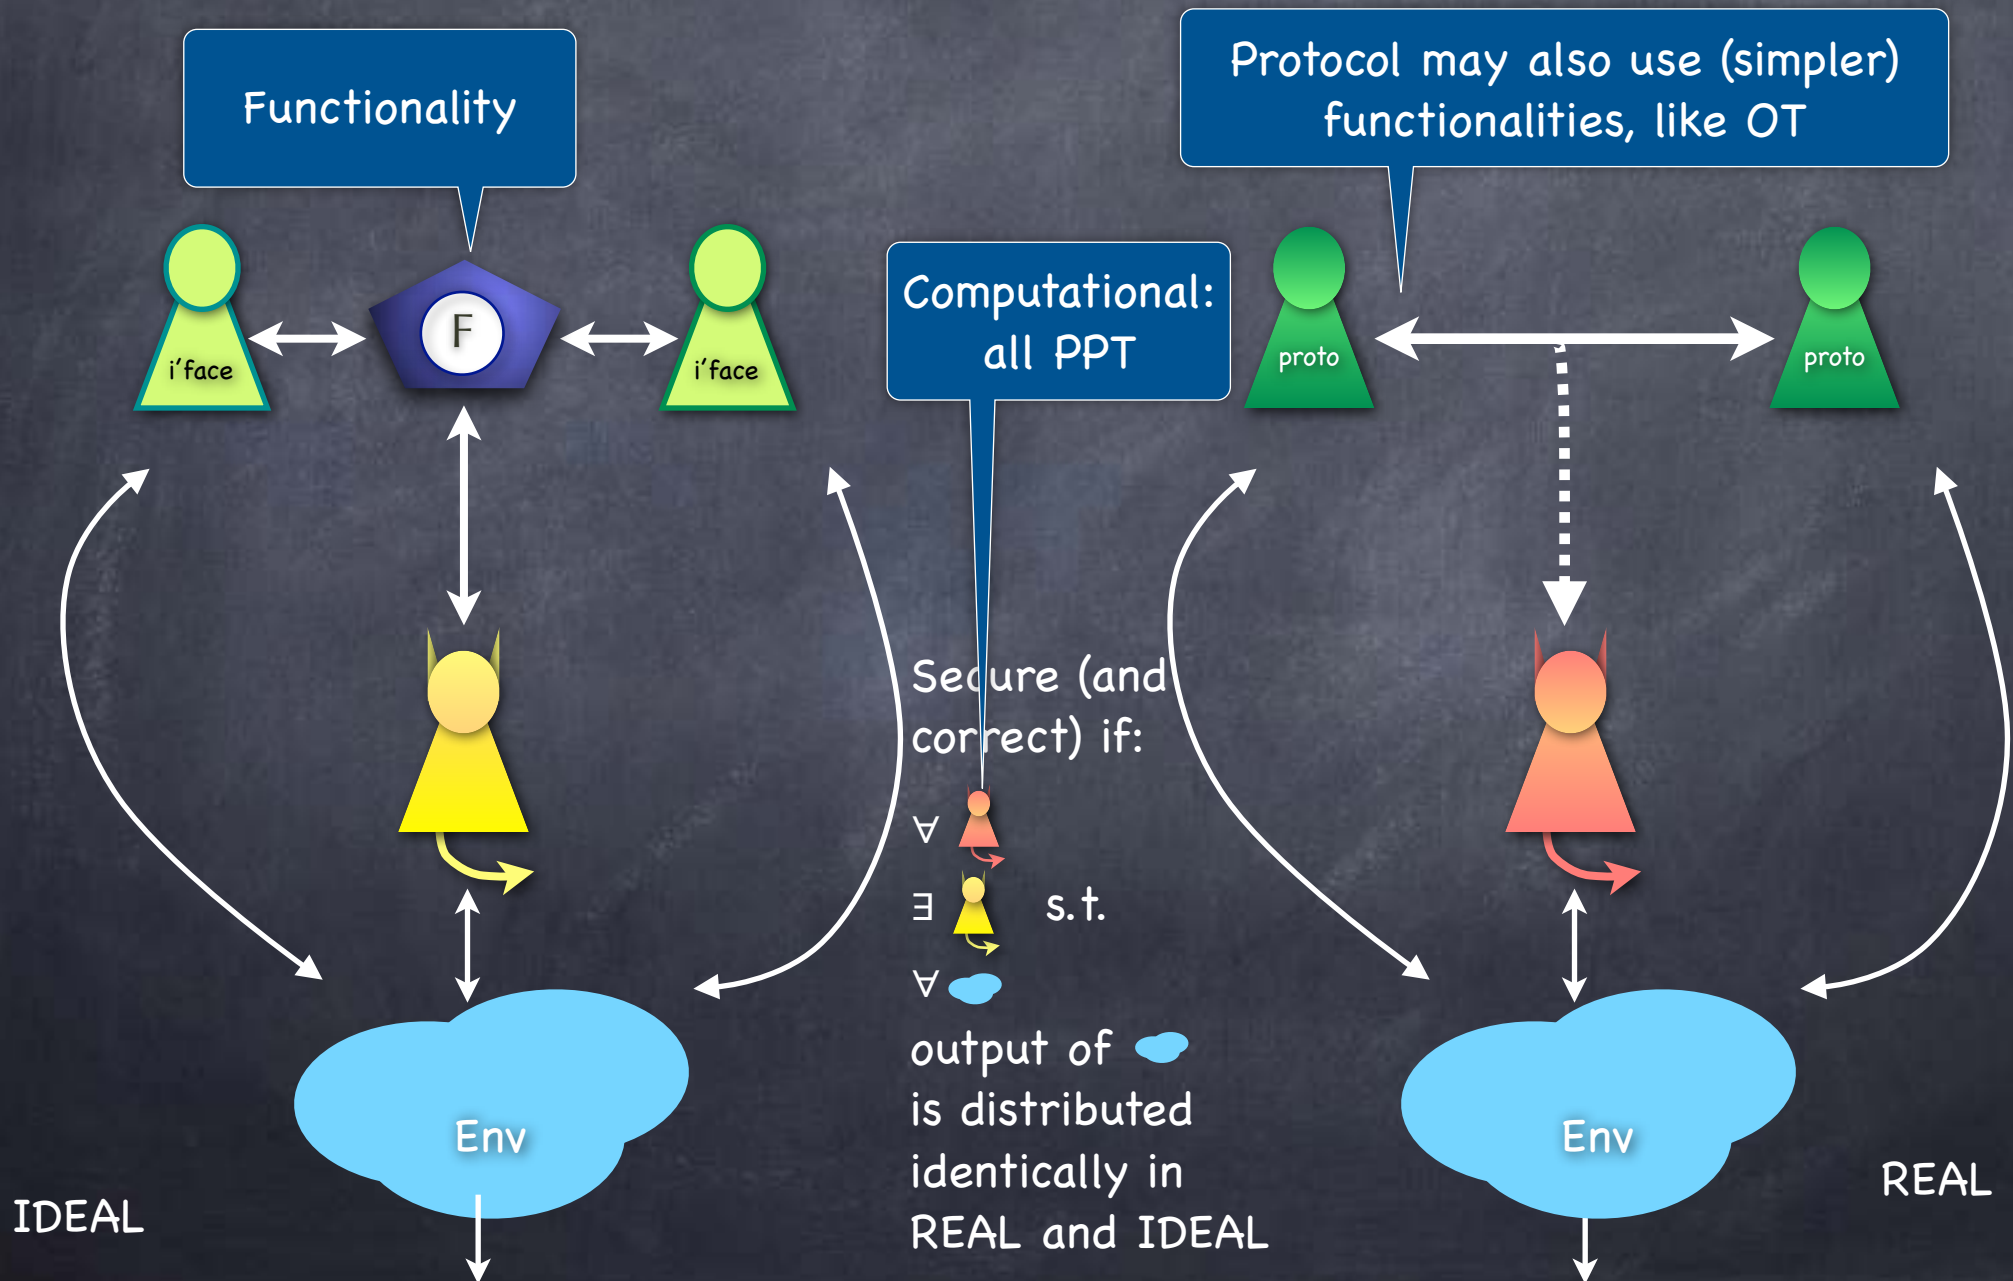 Functionality
Protocol may also use (simpler)
functionalities, like OT
i'face
F
i'face
Computational:
all PPT
proto
proto
Secure (and
correct) if:
∀
∃ s.t.
∀
output of
is distributed
identically in
REAL and IDEAL
Env
Env
IDEAL
REAL